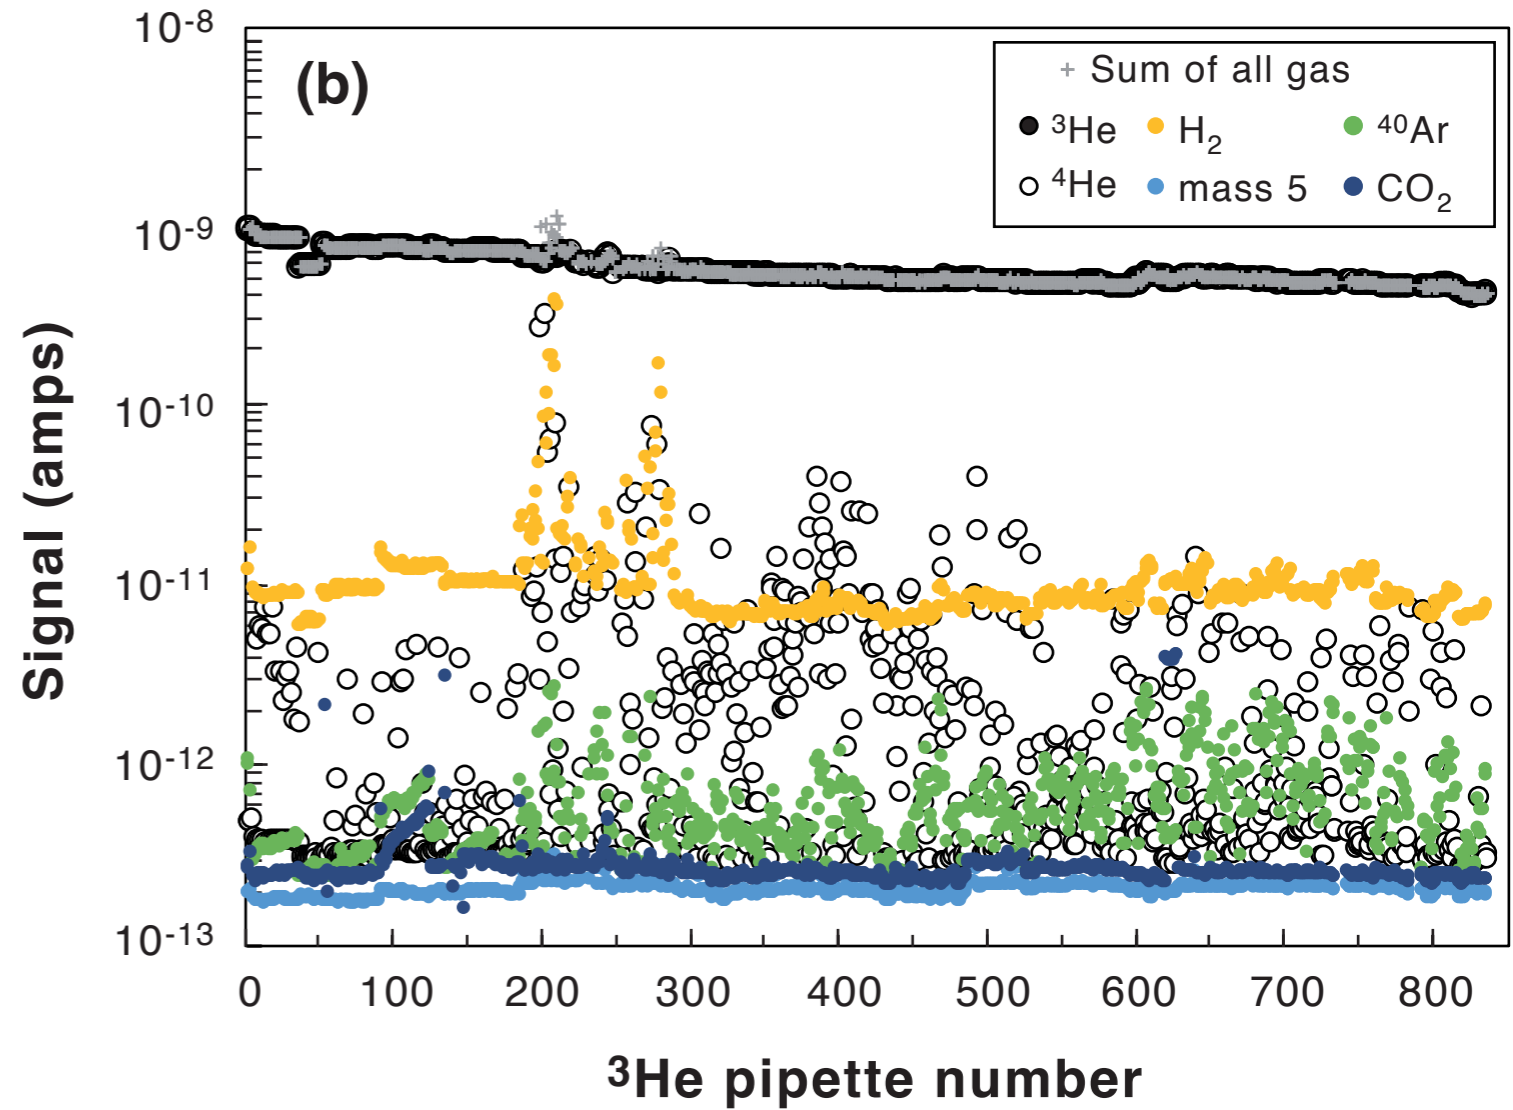 10-8
(b)
+ Sum of all gas
3He H2 40Ar
4He mass 5 CO2
10-9
10-10
10-11
10-12
10-13
Signal (amps)
0 100 200 300 400 500 600 700 800
3He pipette number